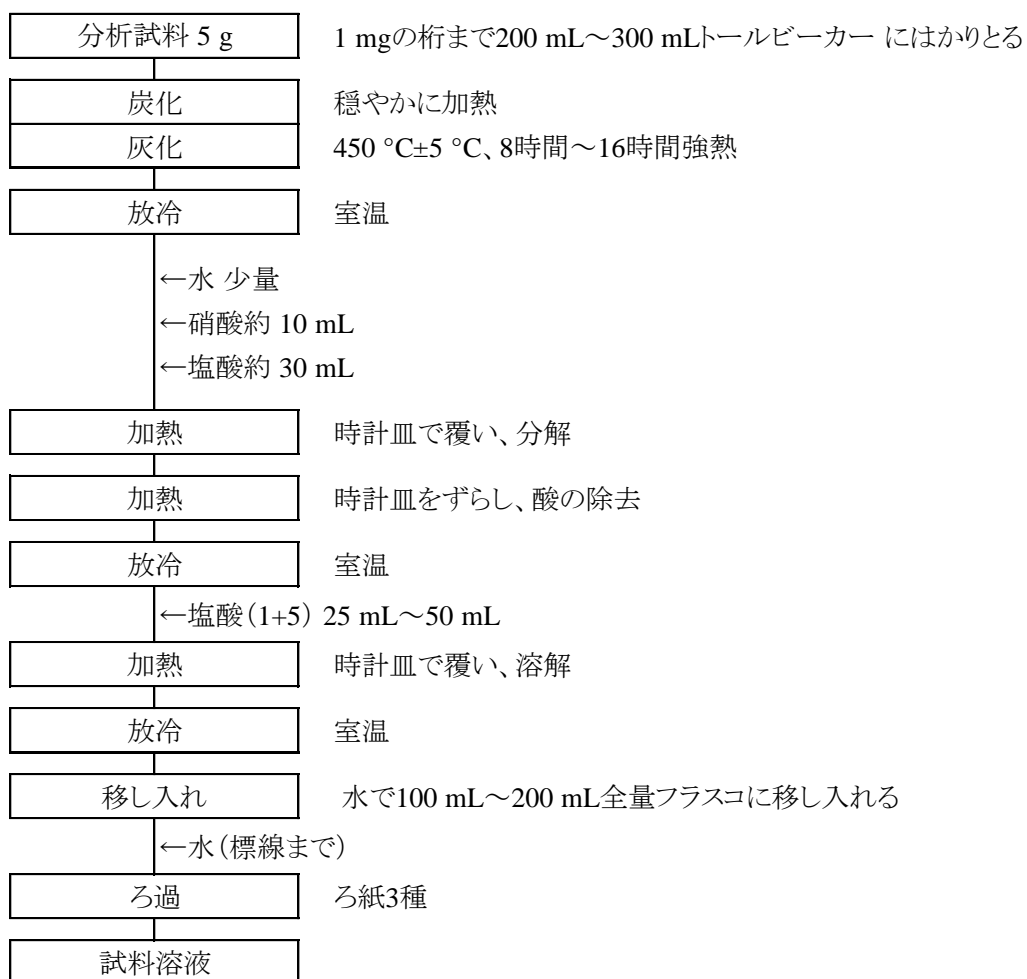 分析試料 5 g 1 mgの桁まで200 mL~300 mLトールビーカー にはかりとる
炭化 穏やかに加熱
灰化 450 °C±5 °C、8時間~16時間強熱
放冷 室温
←水 少量
←硝酸約 10 mL
←塩酸約 30 mL
加熱 時計皿で覆い、分解
加熱 時計皿をずらし、酸の除去
放冷 室温
←塩酸(1+5) 25 mL~50 mL
加熱 時計皿で覆い、溶解
放冷 室温
移し入れ 水で100 mL~200 mL全量フラスコに移し入れる
←水(標線まで)
ろ過 ろ紙3種
試料溶液